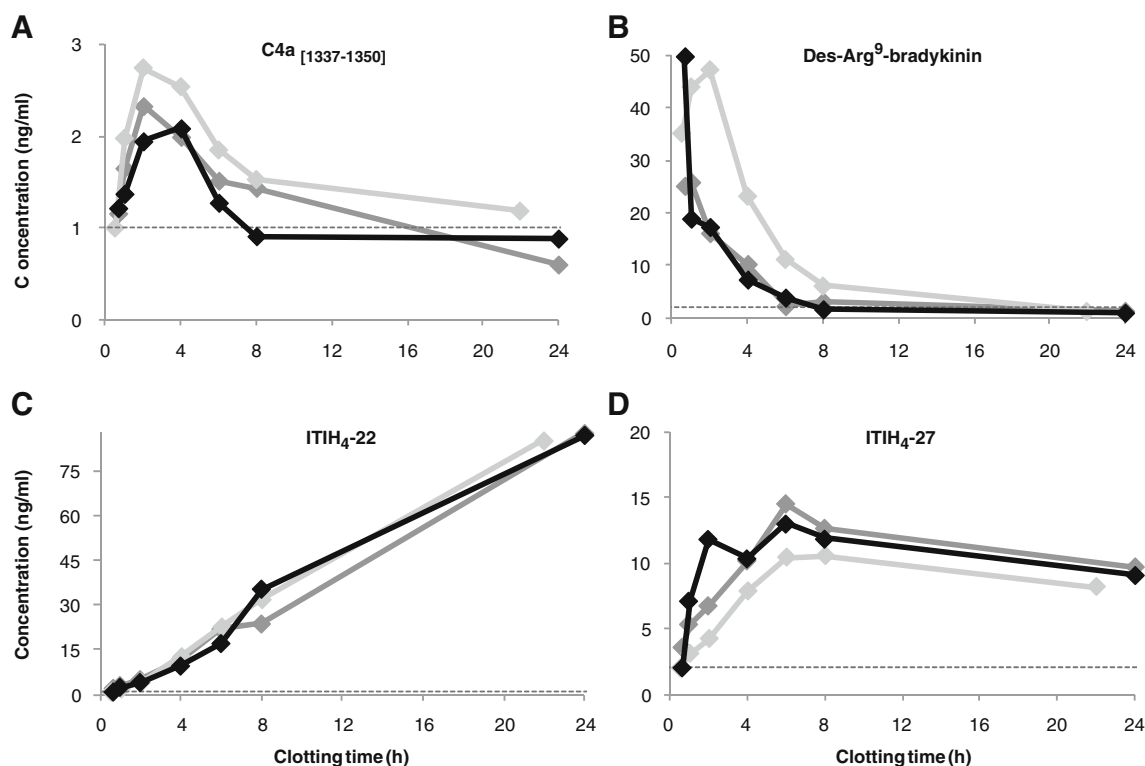 A
C4a [1337-1350]
C oncentration (ng/ml)
3
2
1
0
0 4 8 12 16 20 24
B
Des-Arg9-bradykinin
50
40
30
20
10
0
0 4 8 12 16 20 24
C
ITIH4-22
Concentration (ng/ml)
75
60
45
30
15
0
0 4 8 12 16 20 24
Clotting time (h)
D
ITIH4-27
20
15
10
5
0
0 4 8 12 16 20 24
Clotting time (h)